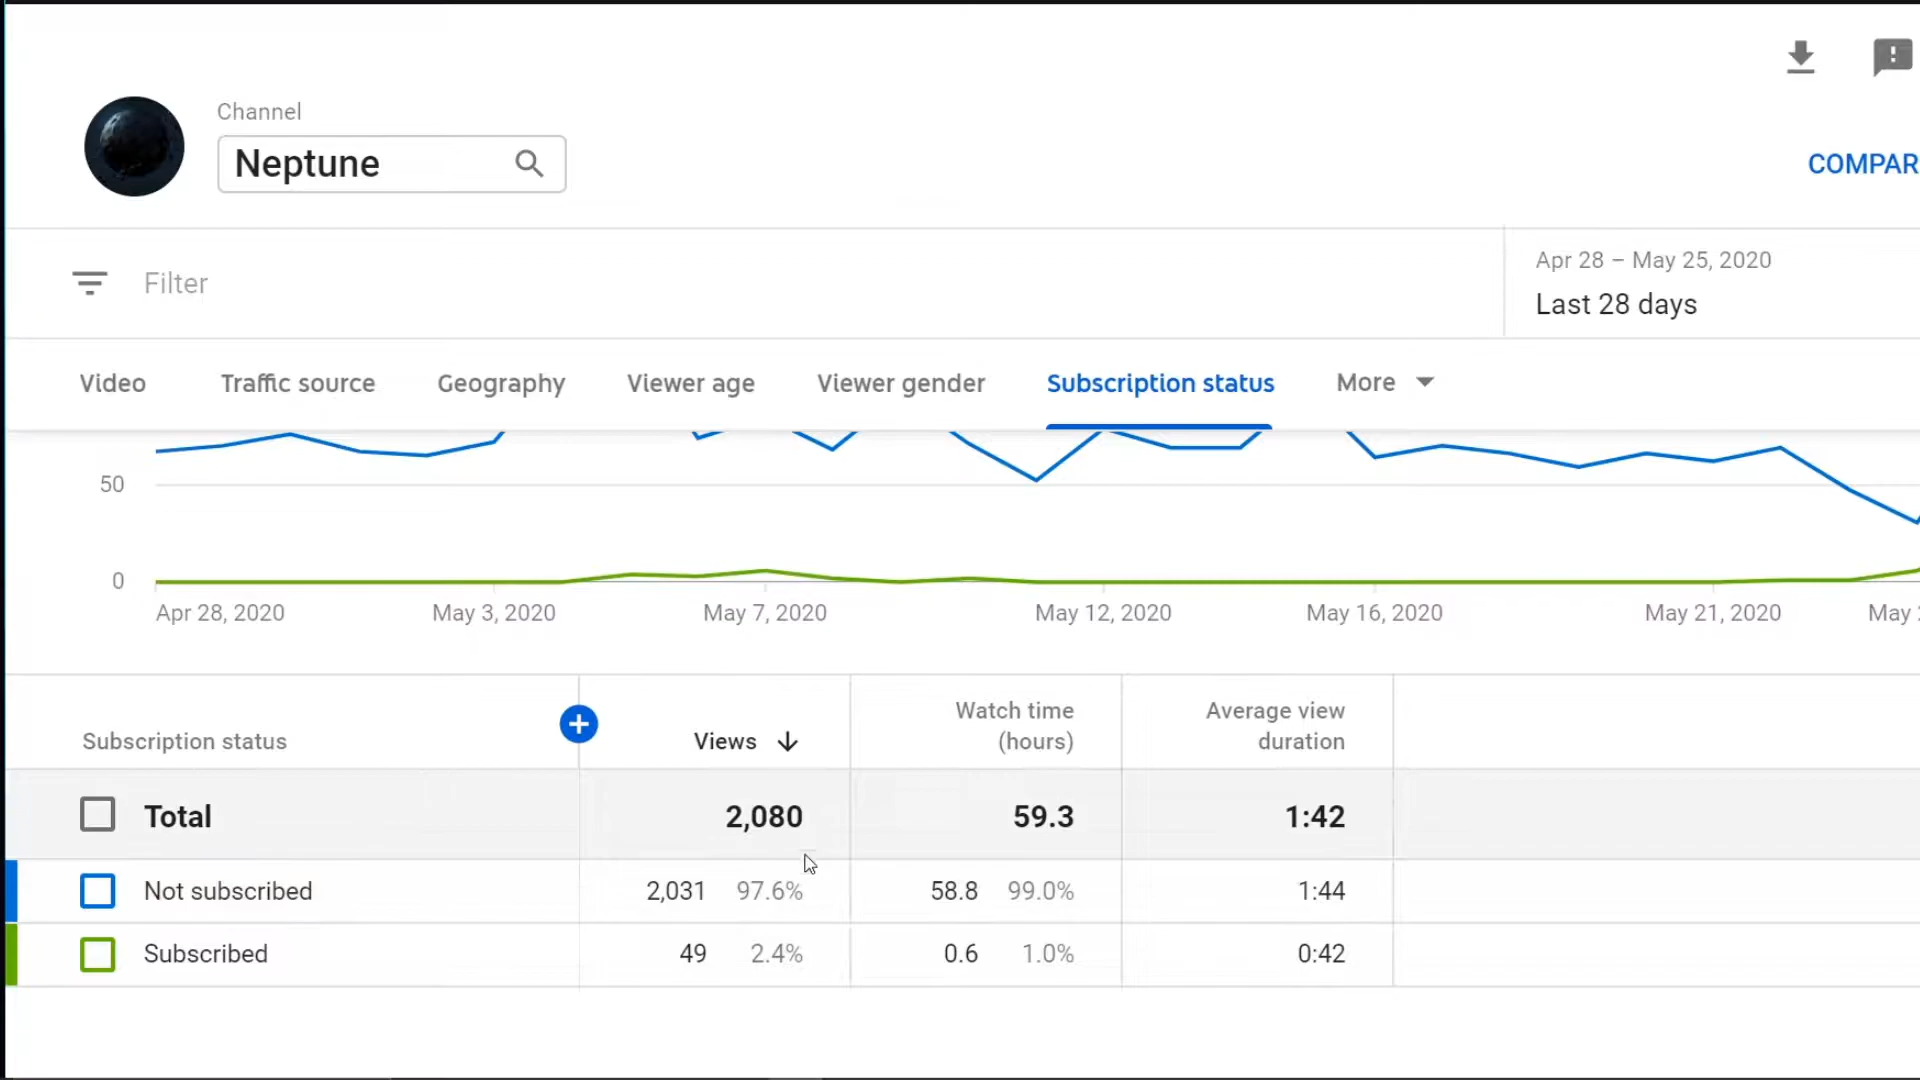 Channel
Neptune
COMPAR
Filter
Apr 28 – May 25, 2020
Last 28 days
Video Traffic source Geography Viewer age Viewer gender Subscription status More
50
0
Apr 28, 2020 May 3, 2020 May 7, 2020 May 12, 2020 May 16, 2020 May 21, 2020 May
Subscription status Views Watch time (hours) Average view duration
Total 2,080 59.3 1:42
Not subscribed 2,031 97.6% 58.8 99.0% 1:44
Subscribed 49 2.4% 0.6 1.0% 0:42